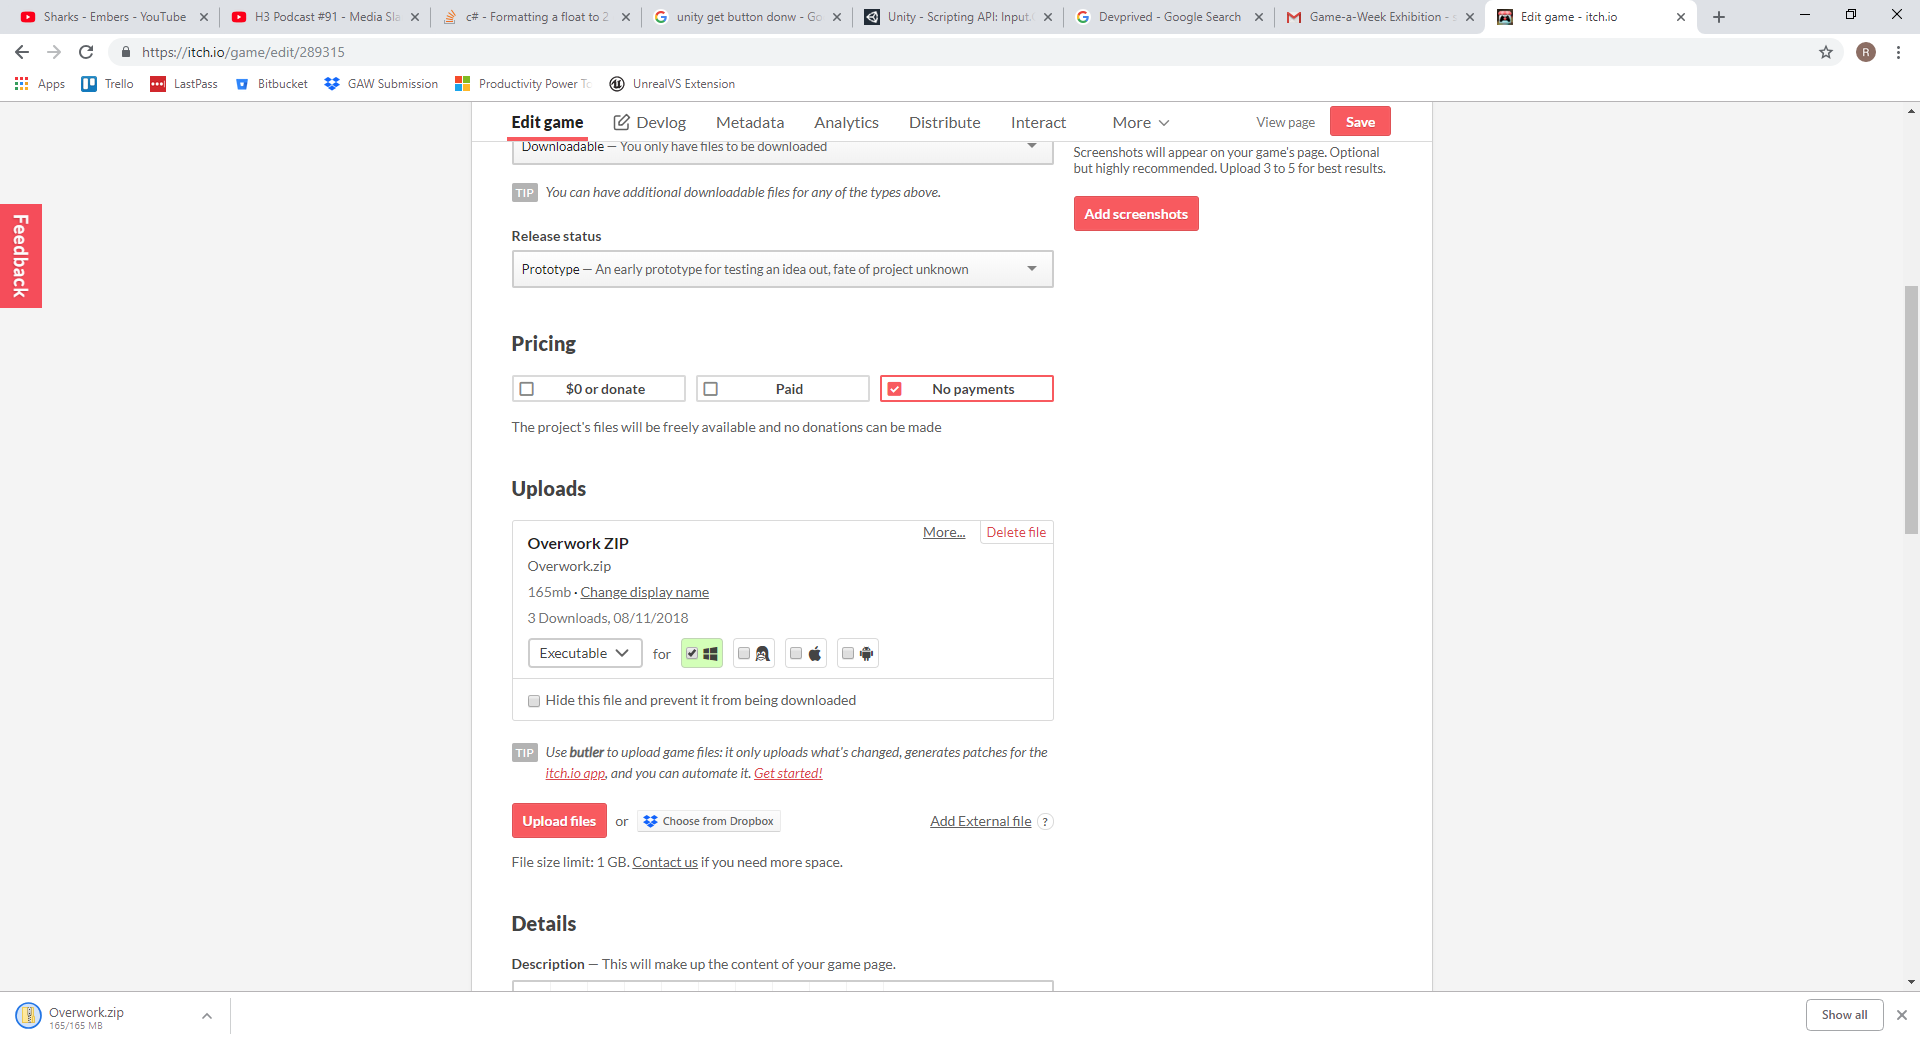 Sharks - Embers - YouTube
H3 Podcast #91 - Media Sla
c# - Formatting a float to 2
unity get button donw - Go
Unity - Scripting API: Input.
Devprived - Google Search
Game-a-Week Exhibition - s
Edit game - itch.io
https://itch.io/game/edit/289315
R
Apps
Trello
LastPass
Bitbucket
GAW Submission
Productivity Power To
UnrealVS Extension
Edit game
Devlog
Metadata
Analytics
Distribute
Interact
More
View page
Save
Feedback
Downloadable — You only have files to be downloaded
TIP You can have additional downloadable files for any of the types above.
Release status
Prototype — An early prototype for testing an idea out, fate of project unknown
Screenshots will appear on your game's page. Optional
but highly recommended. Upload 3 to 5 for best results.
Add screenshots
Pricing
$0 or donate
Paid
No payments
The project's files will be freely available and no donations can be made
Uploads
More...
Delete file
Overwork ZIP
Overwork.zip
165mb · Change display name
3 Downloads, 08/11/2018
Executable for
Hide this file and prevent it from being downloaded
TIP Use butler to upload game files: it only uploads what's changed, generates patches for the
itch.io app, and you can automate it. Get started!
Upload files or Choose from Dropbox
Add External file ?
File size limit: 1 GB. Contact us if you need more space.
Details
Description — This will make up the content of your game page.
Overwork.zip
165/165 MB
Show all